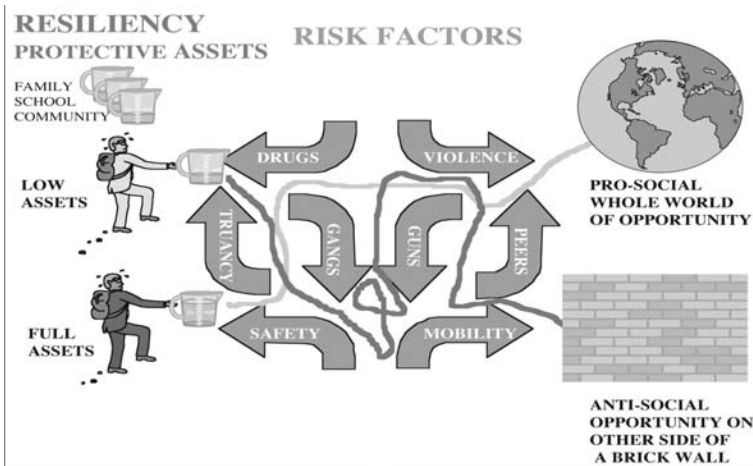 RESILIENCY
PROTECTIVE ASSETS
RISK FACTORS
FAMILY
SCHOOL
COMMUNITY
LOW
ASSETS
FULL
ASSETS
DRUGS
VIOLENCE
TRUANCY
GANGS
GUNS
PEERS
SAFETY
MOBILITY
PRO-SOCIAL
WHOLE WORLD
OF OPPORTUNITY
ANTI-SOCIAL
OPPORTUNITY ON
OTHER SIDE OF
A BRICK WALL